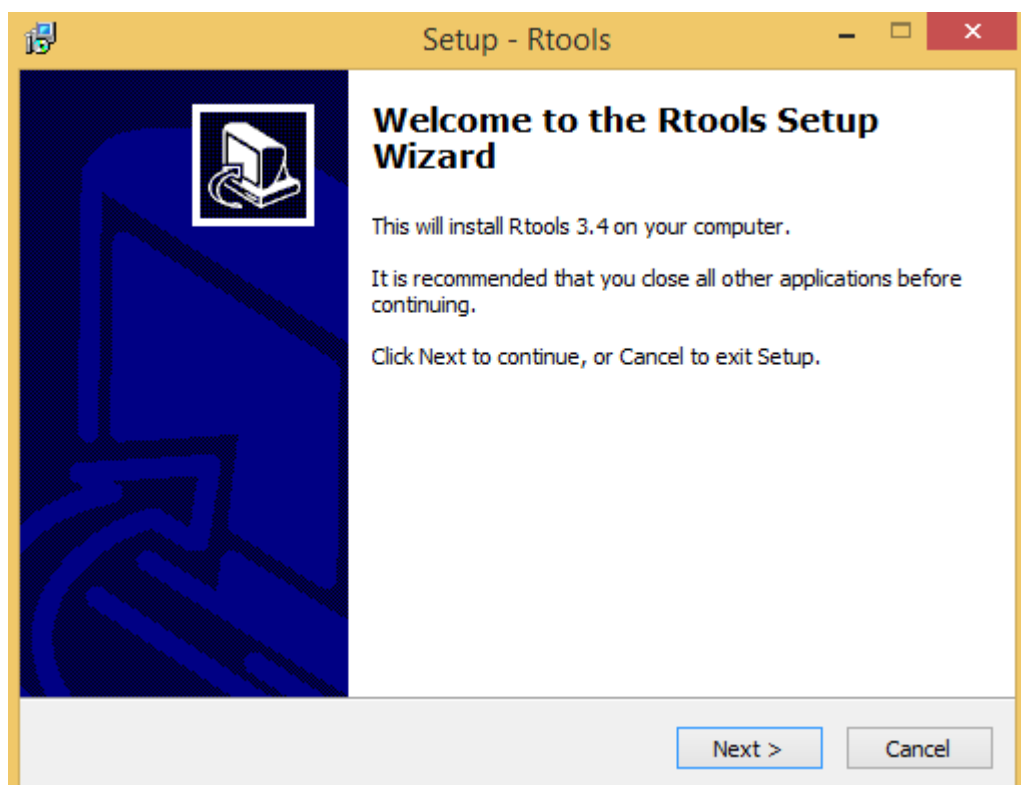 Setup - Rtools
Welcome to the Rtools Setup
Wizard
This will install Rtools 3.4 on your computer.
It is recommended that you close all other applications before
continuing.
Click Next to continue, or Cancel to exit Setup.
Next >
Cancel